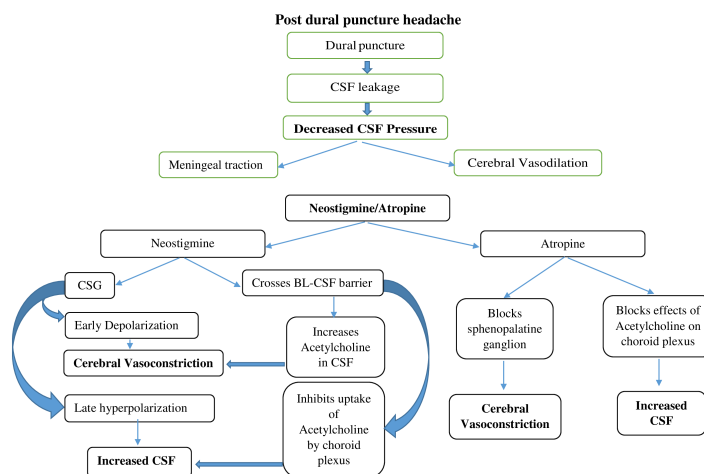 Post dural puncture headache
Dural puncture
CSF leakage
Decreased CSF Pressure
Meningeal traction
Cerebral Vasodilation
Neostigmine/Atropine
Neostigmine
Atropine
CSG
Crosses BL-CSF barrier
Early Depolarization
Increases
Acetylcholine
in CSF
Cerebral Vasoconstriction
Late hyperpolarization
Inhibits uptake
of
Acetylcholine
by choroid
plexus
Increased CSF
Blocks
sphenopalatine
ganglion
Cerebral
Vasoconstriction
Blocks effects of
Acetylcholine on
choroid plexus
Increased
CSF